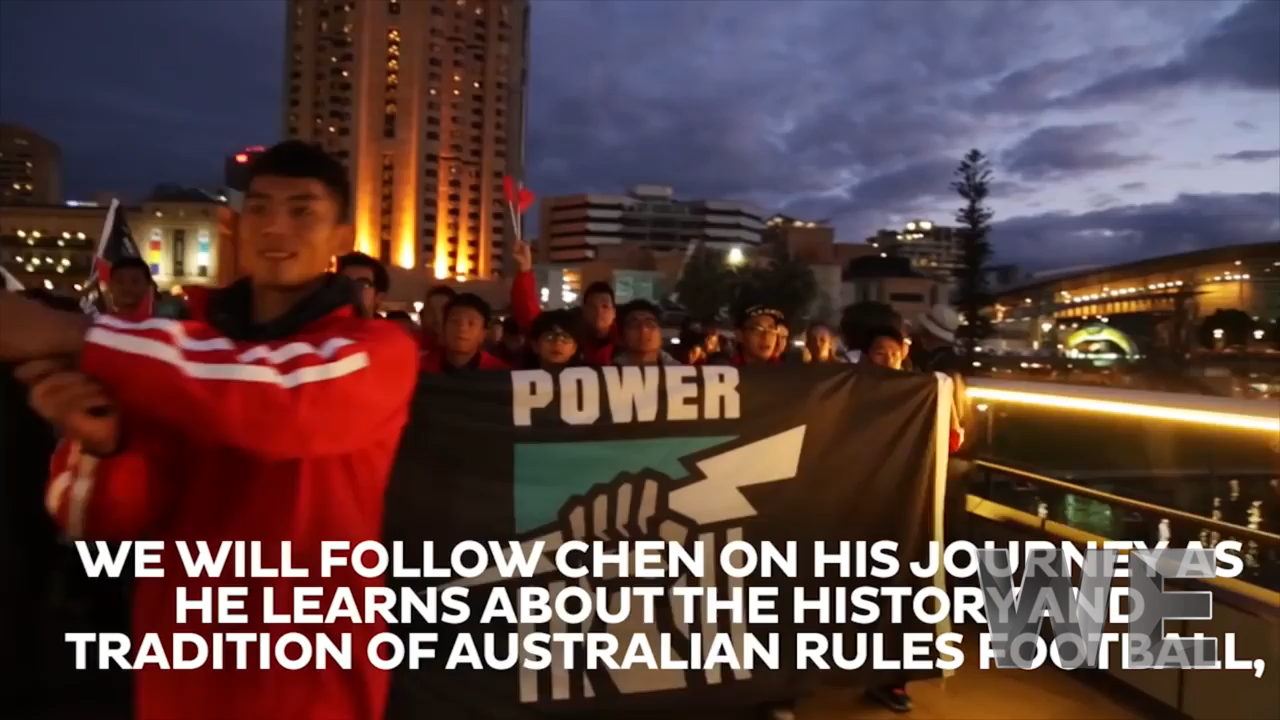 POWER
WE WILL FOLLOW CHEN ON HIS JOURNEY AS
HE LEARNS ABOUT THE HISTORY AND
TRADITION OF AUSTRALIAN RULES FOOTBALL,
WE